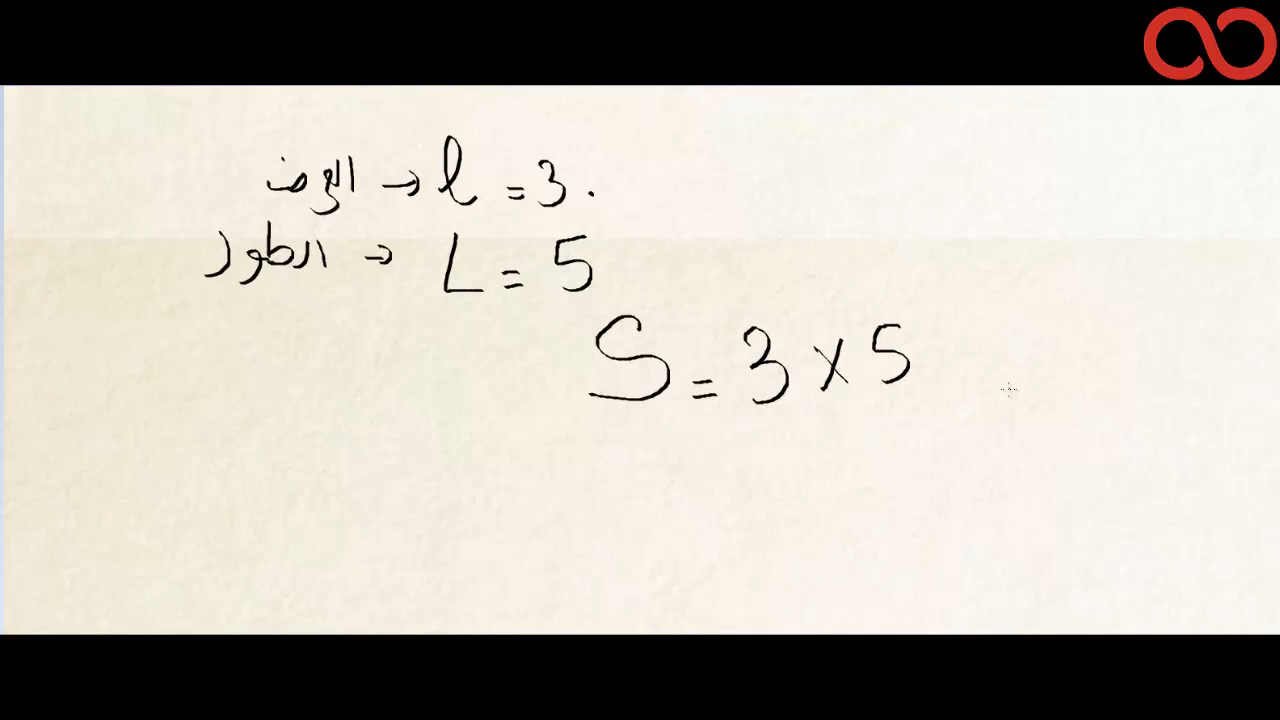 العرض → l = 3.
الطول → L = 5
S = 3 × 5